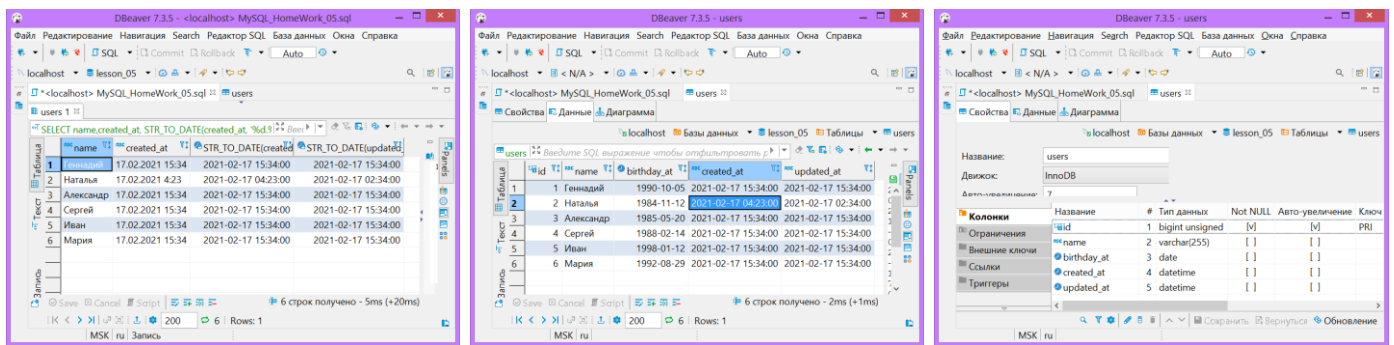 DBeaver 7.3.5 - <localhost> MySQL_HomeWork_05.sql
Файл Редактирование Навигация Search Редактор SQL База данных Окна Справка
SQL Commit Rollback Auto
localhost lesson_05
*<localhost> MySQL_HomeWork_05.sql users
users 1
SELECT name,created_at, STR_TO_DATE(created_at, '%d.%
name created_at STR_TO_DATE(created STR_TO_DATE(updated_
1 Геннадий 17.02.2021 15:34 2021-02-17 15:34:00 2021-02-17 15:34:00
2 Наталья 17.02.2021 4:23 2021-02-17 04:23:00 2021-02-17 02:34:00
3 Александр 17.02.2021 15:34 2021-02-17 15:34:00 2021-02-17 15:34:00
4 Сергей 17.02.2021 15:34 2021-02-17 15:34:00 2021-02-17 15:34:00
5 Иван 17.02.2021 15:34 2021-02-17 15:34:00 2021-02-17 15:34:00
6 Мария 17.02.2021 15:34 2021-02-17 15:34:00 2021-02-17 15:34:00
Таблица
Текст
Запись
Panels
Save Cancel Script 6 строк получено - 5ms (+20ms)
200 6 Rows: 1
MSK ru Запись
DBeaver 7.3.5 - users
Файл Редактирование Навигация Search Редактор SQL База данных Окна Справка
SQL Commit Rollback Auto
localhost < N/A >
*<localhost> MySQL_HomeWork_05.sql users
Свойства Данные Диаграмма
localhost Базы данных lesson_05 Таблицы users
users Введите SQL выражение чтобы отфильтровать
id name birthday_at created_at updated_at
1 1 Геннадий 1990-10-05 2021-02-17 15:34:00 2021-02-17 15:34:00
2 2 Наталья 1984-11-12 2021-02-17 04:23:00 2021-02-17 02:34:00
3 3 Александр 1985-05-20 2021-02-17 15:34:00 2021-02-17 15:34:00
4 4 Сергей 1988-02-14 2021-02-17 15:34:00 2021-02-17 15:34:00
5 5 Иван 1998-01-12 2021-02-17 15:34:00 2021-02-17 15:34:00
6 6 Мария 1992-08-29 2021-02-17 15:34:00 2021-02-17 15:34:00
Таблица
Текст
Запись
Panels
Save Cancel Script 6 строк получено - 2ms (+1ms)
200 6 Rows: 1
MSK ru
DBeaver 7.3.5 - users
Файл Редактирование Навигация Search Редактор SQL База данных Окна Справка
SQL Commit Rollback Auto
localhost < N/A >
*<localhost> MySQL_HomeWork_05.sql users
Свойства Данные Диаграмма
localhost Базы данных lesson_05 Таблицы users
Название: users
Движок: InnoDB
Авто-увеличение: 7
Колонки
Ограничения
Внешние ключи
Ссылки
Триггеры
Название # Тип данных Not NULL Авто-увеличение Ключ
id 1 bigint unsigned [v] [v] PRI
name 2 varchar(255) [ ] [ ]
birthday_at 3 date [ ] [ ]
created_at 4 datetime [ ] [ ]
updated_at 5 datetime [ ] [ ]
Сохранить Вернуться Обновление
MSK ru